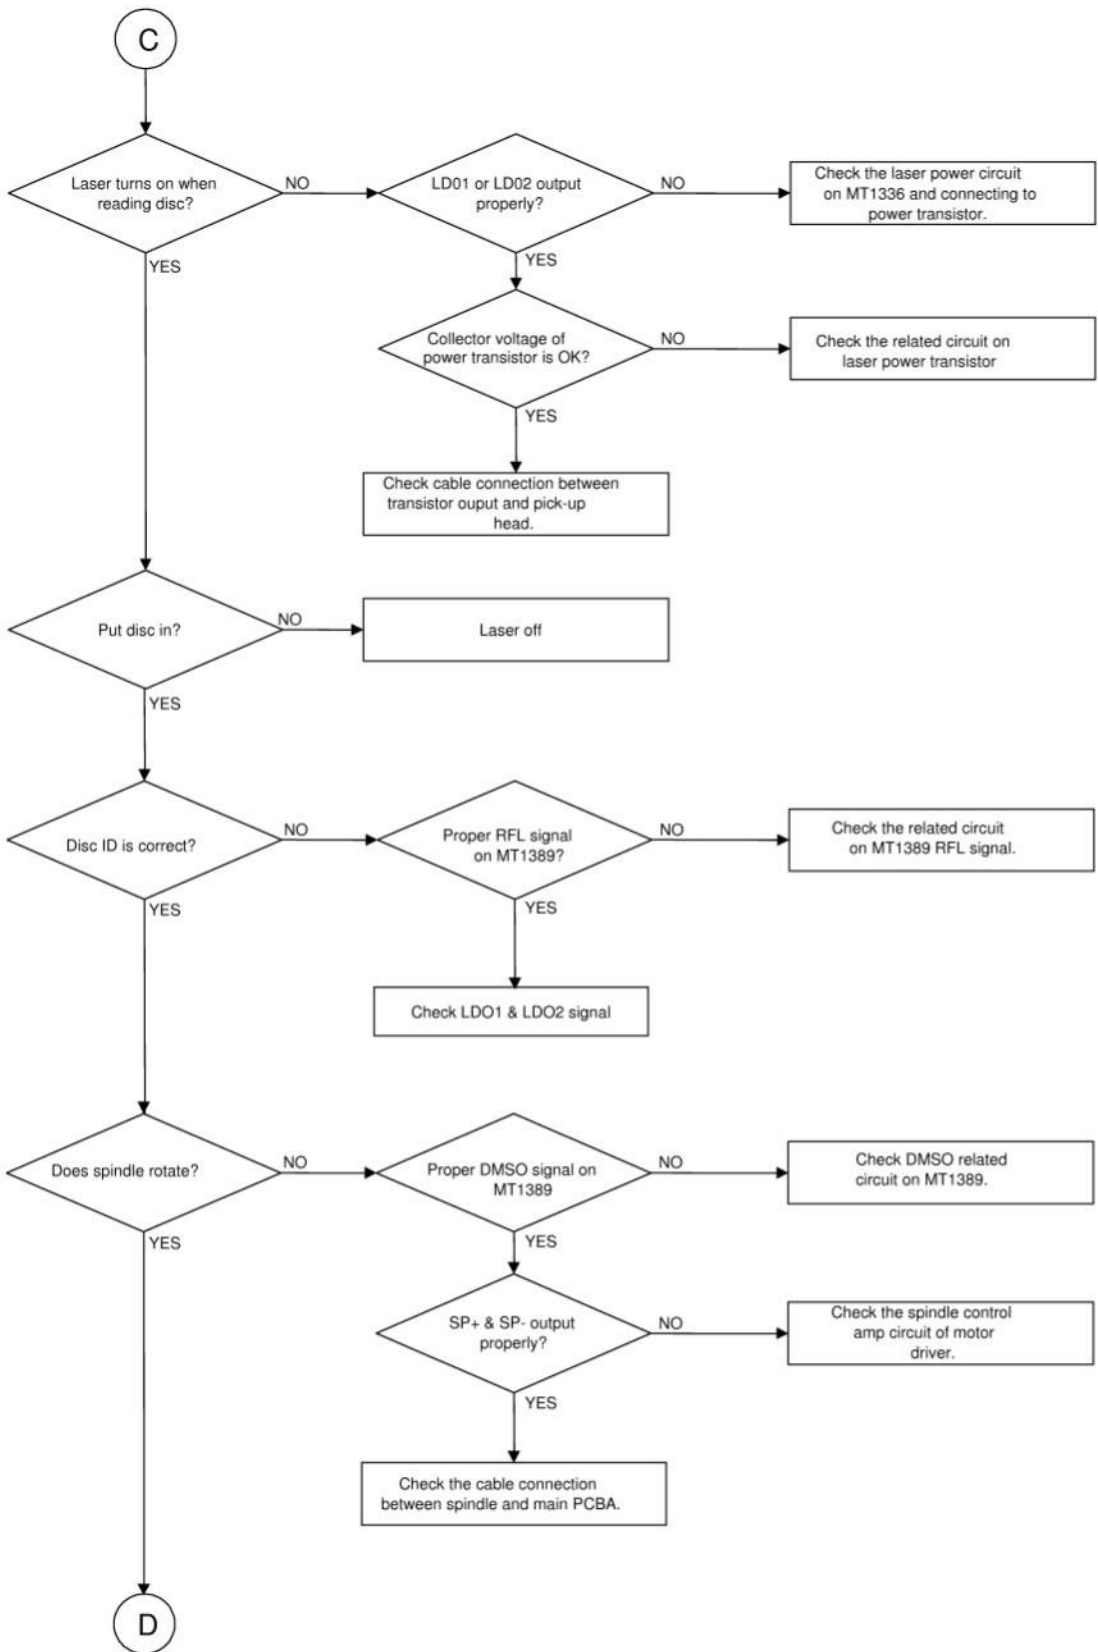 C
Laser turns on when
reading disc?
NO
LD01 or LD02 output
properly?
NO
Check the laser power circuit
on MT1336 and connecting to
power transistor.
YES
YES
Collector voltage of
power transistor is OK?
NO
Check the related circuit on
laser power transistor
YES
Check cable connection between
transistor ouput and pick-up
head.
Put disc in?
NO
Laser off
YES
Disc ID is correct?
NO
Proper RFL signal
on MT1389?
NO
Check the related circuit
on MT1389 RFL signal.
YES
YES
Check LDO1 & LDO2 signal
Does spindle rotate?
NO
Proper DMSO signal on
MT1389
NO
Check DMSO related
circuit on MT1389.
YES
YES
SP+ & SP- output
properly?
NO
Check the spindle control
amp circuit of motor
driver.
YES
Check the cable connection
between spindle and main PCBA.
D